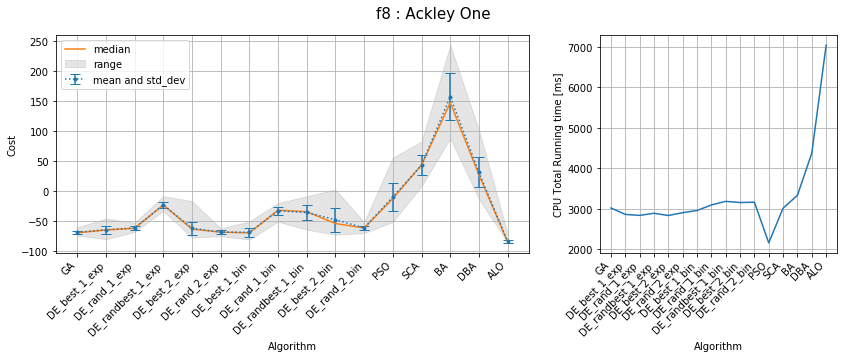 f8 : Ackley One
250
200
150
100
50
0
−50
−100
Cost
median
range
mean and std_dev
GA
DE_best_1_exp
DE_rand_1_exp
DE_randbest_1_exp
DE_best_2_exp
DE_rand_2_exp
DE_best_1_bin
DE_rand_1_bin
DE_randbest_1_bin
DE_best_2_bin
DE_rand_2_bin
PSO
SCA
BA
DBA
ALO
Algorithm
7000
6000
5000
4000
3000
2000
CPU Total Running time [ms]
GA
DE_best_1_exp
DE_rand_1_exp
DE_randbest_1_exp
DE_best_2_exp
DE_rand_2_exp
DE_best_1_bin
DE_rand_1_bin
DE_randbest_1_bin
DE_best_2_bin
DE_rand_2_bin
PSO
SCA
BA
DBA
ALO
Algorithm